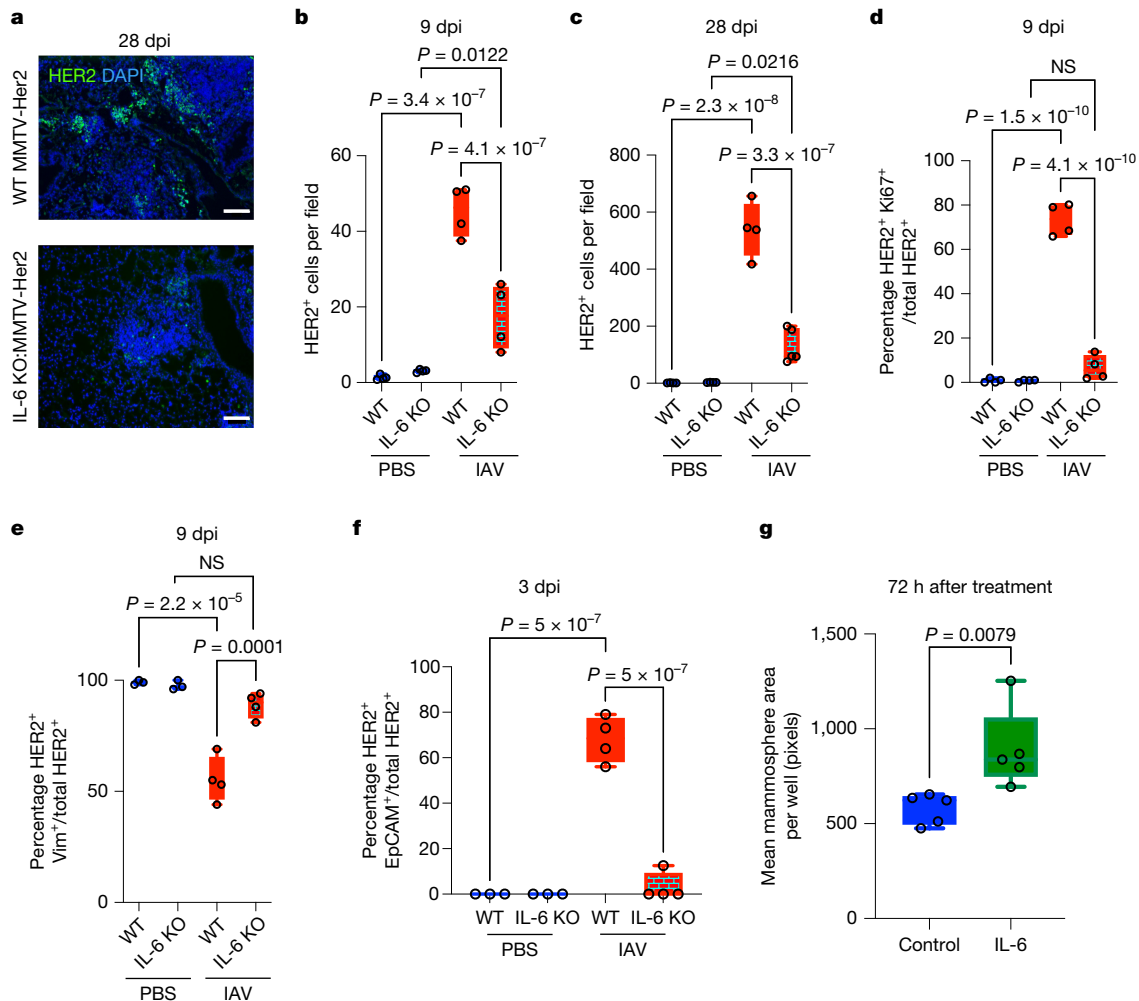 a
28 dpi
HER2 DAPI
WT MMTV-Her2
IL-6 KO:MMTV-Her2
b
9 dpi
P = 0.0122
P = 3.4 × 10⁻⁷
P = 4.1 × 10⁻⁷
HER2⁺ cells per field
60
40
20
0
WT
IL-6 KO
WT
IL-6 KO
PBS
IAV
c
28 dpi
P = 0.0216
P = 2.3 × 10⁻⁸
P = 3.3 × 10⁻⁷
HER2⁺ cells per field
800
600
400
200
0
WT
IL-6 KO
WT
IL-6 KO
PBS
IAV
d
9 dpi
NS
P = 1.5 × 10⁻¹⁰
P = 4.1 × 10⁻¹⁰
Percentage HER2⁺ Ki67⁺
/total HER2⁺
100
80
60
40
20
0
WT
IL-6 KO
WT
IL-6 KO
PBS
IAV
e
9 dpi
NS
P = 2.2 × 10⁻⁵
P = 0.0001
Percentage HER2⁺
Vim⁺/total HER2⁺
100
50
0
WT
IL-6 KO
WT
IL-6 KO
PBS
IAV
f
3 dpi
P = 5 × 10⁻⁷
P = 5 × 10⁻⁷
Percentage HER2⁺
EpCAM⁺/total HER2⁺
100
80
60
40
20
0
WT
IL-6 KO
WT
IL-6 KO
PBS
IAV
g
72 h after treatment
P = 0.0079
Mean mammosphere area
per well (pixels)
1,500
1,000
500
0
Control
IL-6